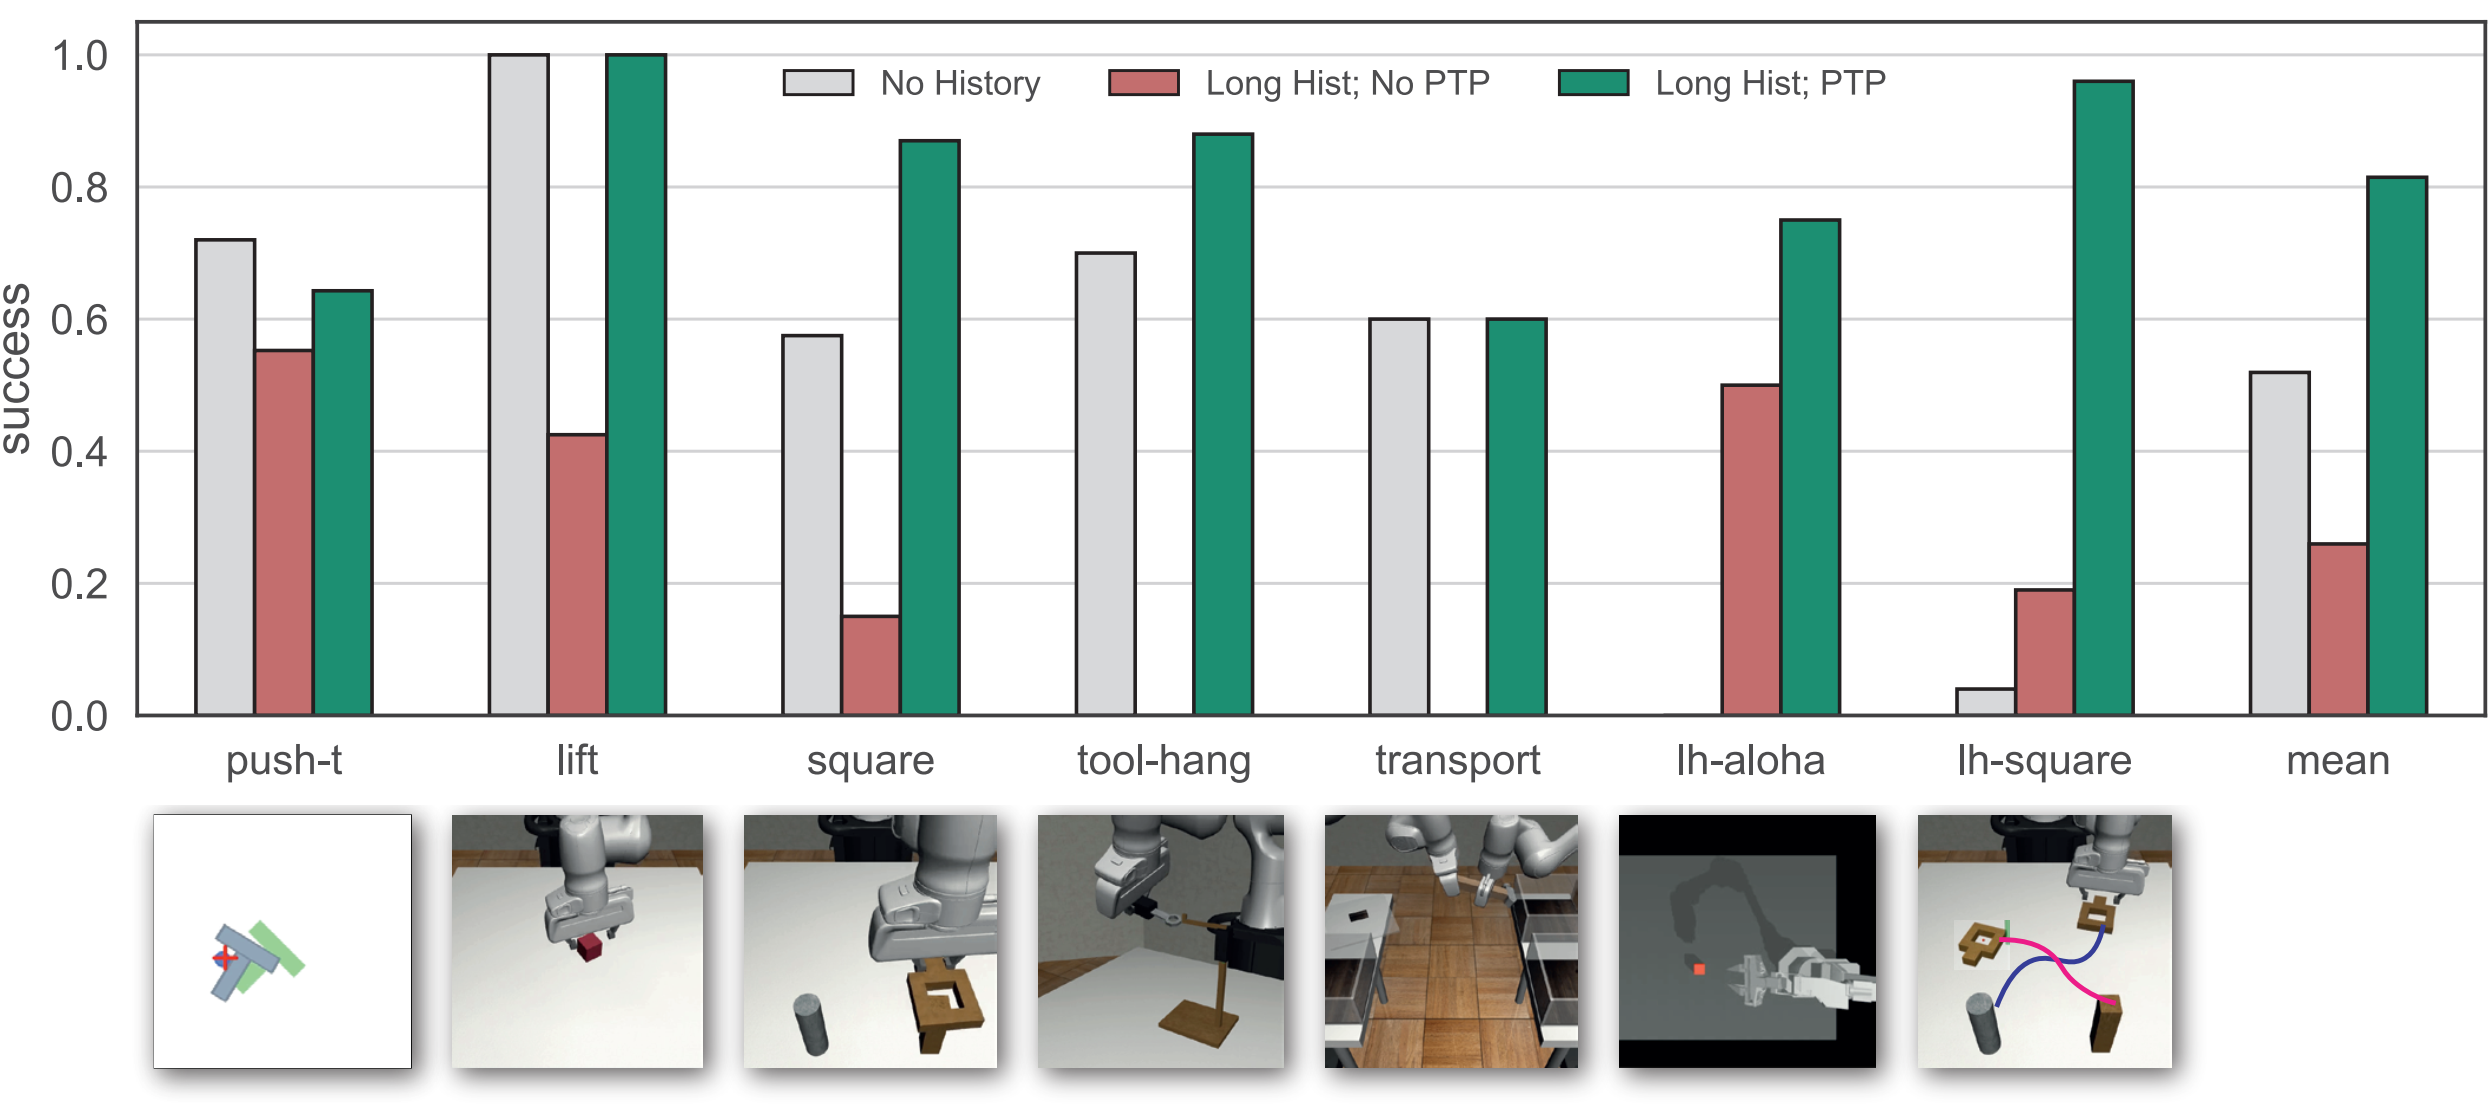 success
1.0
0.8
0.6
0.4
0.2
0.0
No History Long Hist; No PTP Long Hist; PTP
push-t lift square tool-hang transport lh-aloha lh-square mean